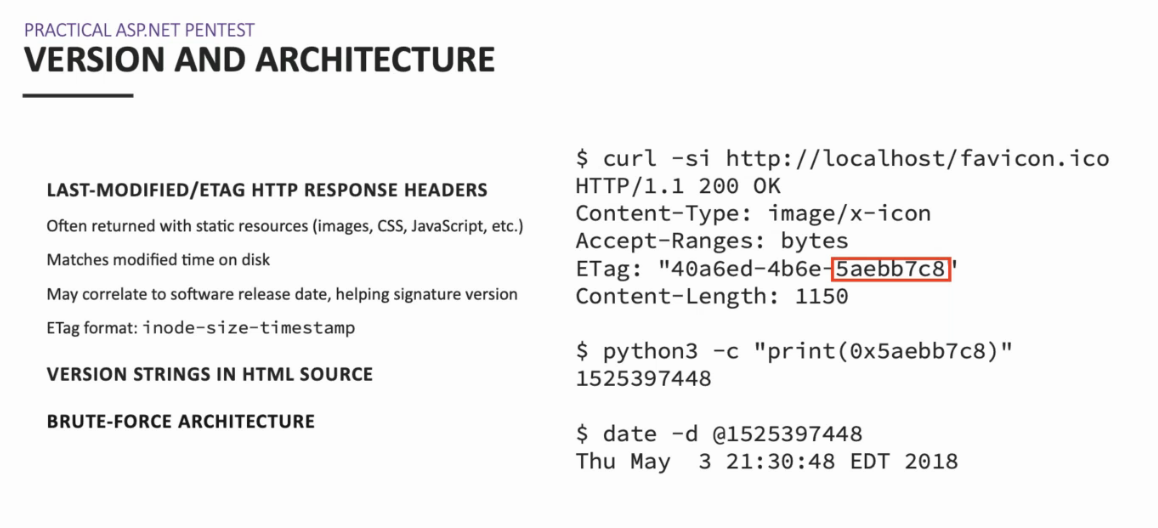 PRACTICAL ASP.NET PENTEST
VERSION AND ARCHITECTURE
LAST-MODIFIED/ETAG HTTP RESPONSE HEADERS
Often returned with static resources (images, CSS, JavaScript, etc.)
Matches modified time on disk
May correlate to software release date, helping signature version
ETag format: inode-size-timestamp
VERSION STRINGS IN HTML SOURCE
BRUTE-FORCE ARCHITECTURE
$ curl -si http://localhost/favicon.ico
HTTP/1.1 200 OK
Content-Type: image/x-icon
Accept-Ranges: bytes
ETag: "40a6ed-4b6e-5aebb7c8"
Content-Length: 1150
$ python3 -c "print(0x5aebb7c8)"
1525397448
$ date -d @1525397448
Thu May  3 21:30:48 EDT 2018